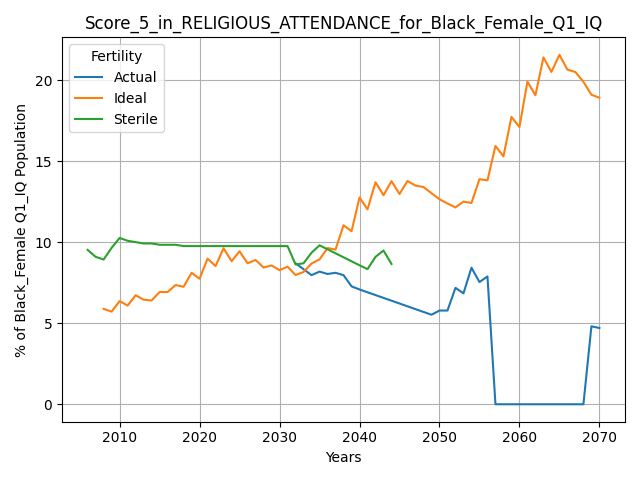 Score_5_in_RELIGIOUS_ATTENDANCE_for_Black_Female_Q1_IQ
Fertility
Actual
Ideal
Sterile
% of Black_Female Q1_IQ Population
20
15
10
5
0
2010 2020 2030 2040 2050 2060 2070
Years